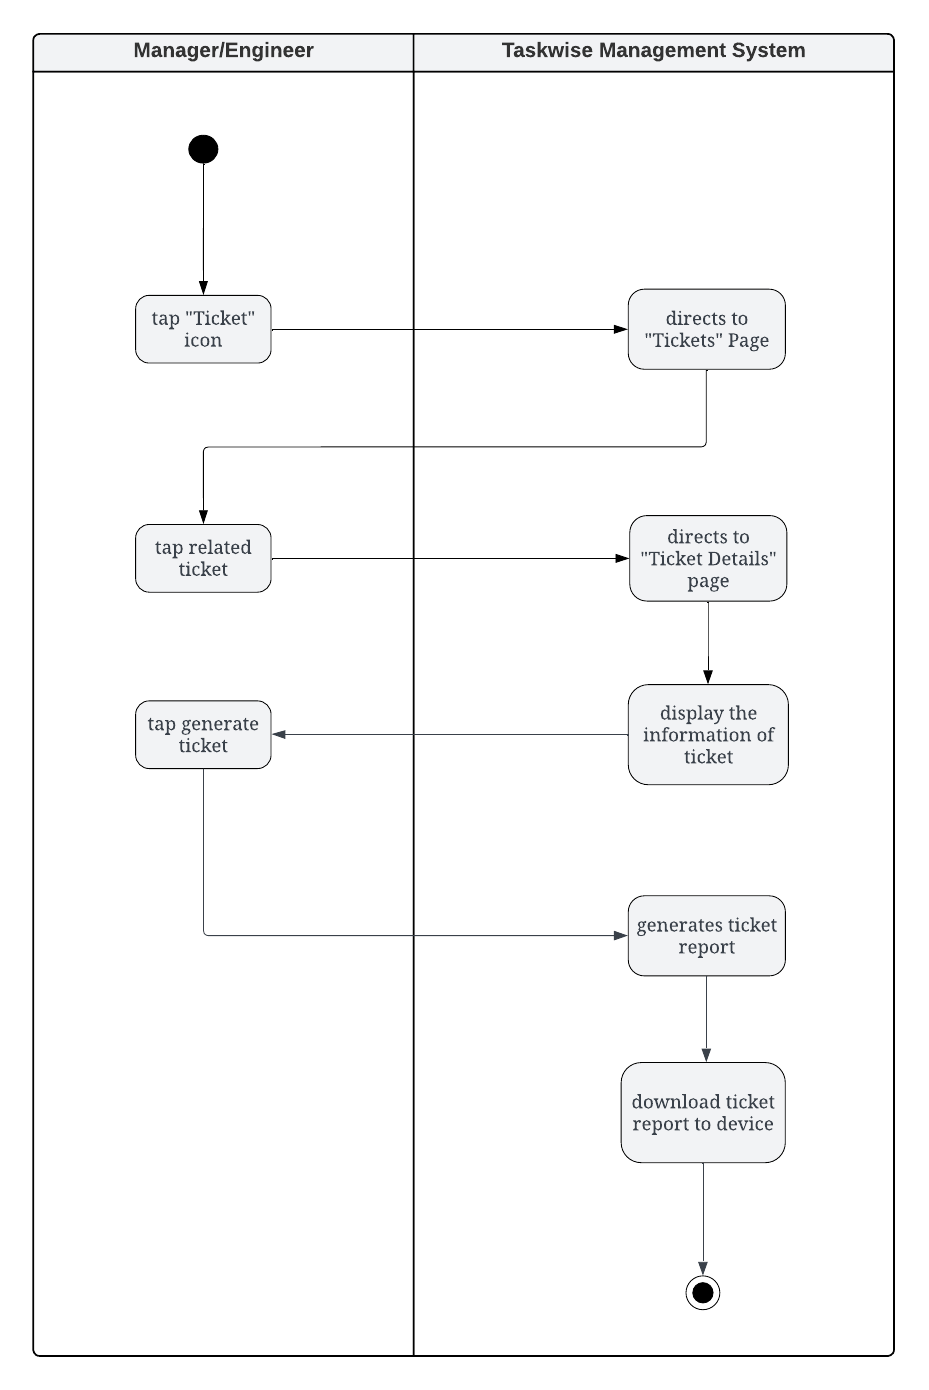 Manager/Engineer
Taskwise Management System
tap "Ticket"
icon
directs to
"Tickets" Page
tap related
ticket
directs to
"Ticket Details"
page
tap generate
ticket
display the
information of
ticket
generates ticket
report
download ticket
report to device